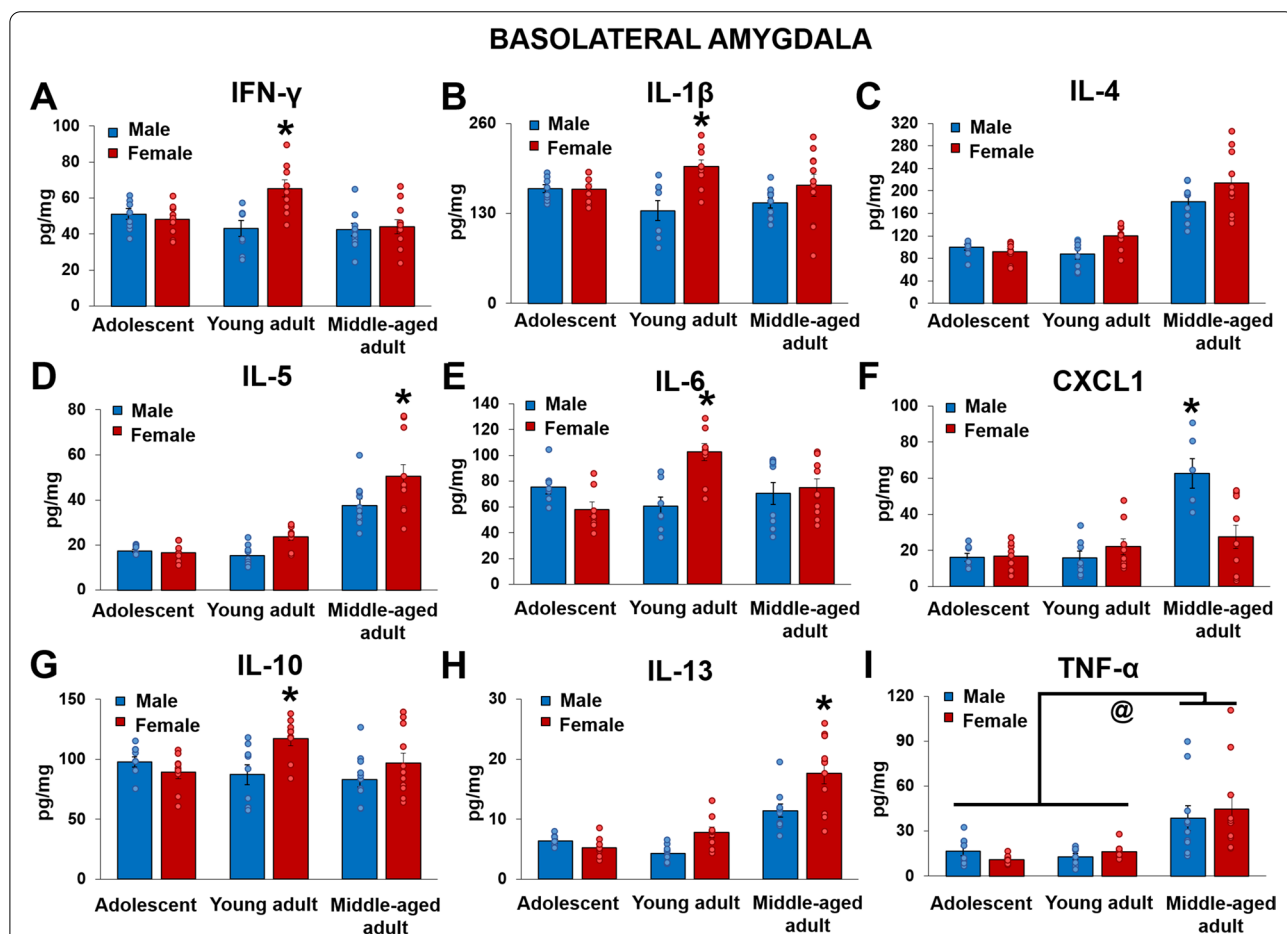 BASOLATERAL AMYGDALA
A
IFN-γ
Male
Female
*
pg/mg
100
80
60
40
20
0
Adolescent
Young adult
Middle-aged
adult
B
IL-1β
Male
Female
*
pg/mg
260
130
0
Adolescent
Young adult
Middle-aged
adult
C
IL-4
Male
Female
pg/mg
320
280
240
200
160
120
80
40
0
Adolescent
Young adult
Middle-aged
adult
D
IL-5
Male
Female
*
pg/mg
80
60
40
20
0
Adolescent
Young adult
Middle-aged
adult
E
IL-6
Male
Female
*
pg/mg
140
120
100
80
60
40
20
0
Adolescent
Young adult
Middle-aged
adult
F
CXCL1
Male
Female
*
pg/mg
100
80
60
40
20
0
Adolescent
Young adult
Middle-aged
adult
G
IL-10
Male
Female
*
pg/mg
150
100
50
0
Adolescent
Young adult
Middle-aged
adult
H
IL-13
Male
Female
*
pg/mg
30
20
10
0
Adolescent
Young adult
Middle-aged
adult
I
TNF-α
Male
Female
@
pg/mg
120
90
60
30
0
Adolescent
Young adult
Middle-aged
adult